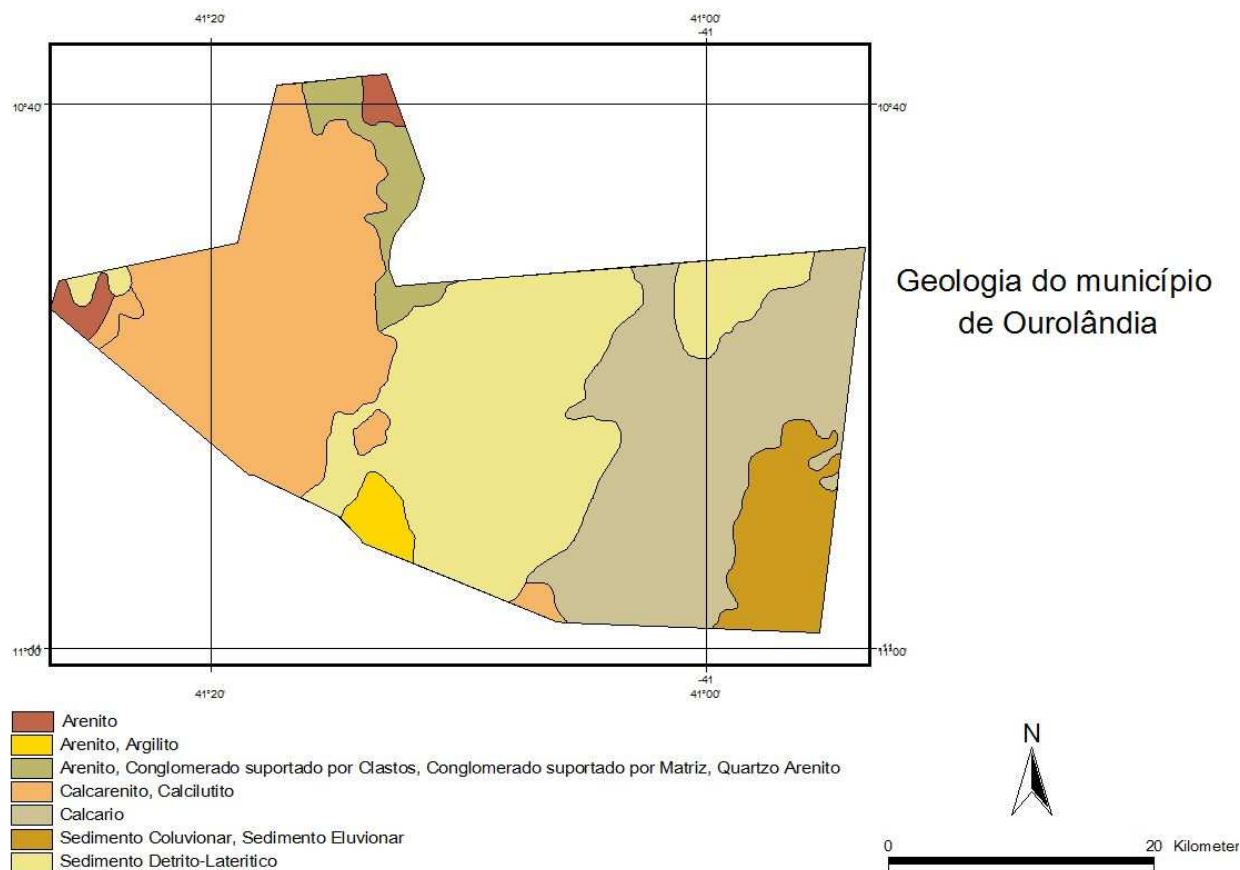 41°20'
41°00'
-41
10°40'
10°40'
Geologia do município
de Ourolândia
11°00'
11°00'
-41
41°20'
41°00'
Arenito
Arenito, Argilito
Arenito, Conglomerado suportado por Clastos, Conglomerado suportado por Matriz, Quartzo Arenito
Calcarenito, Calcilutito
Calcario
Sedimento Coluvionar, Sedimento Eluvionar
Sedimento Detrito-Lateritico
N
0
20 Kilometer